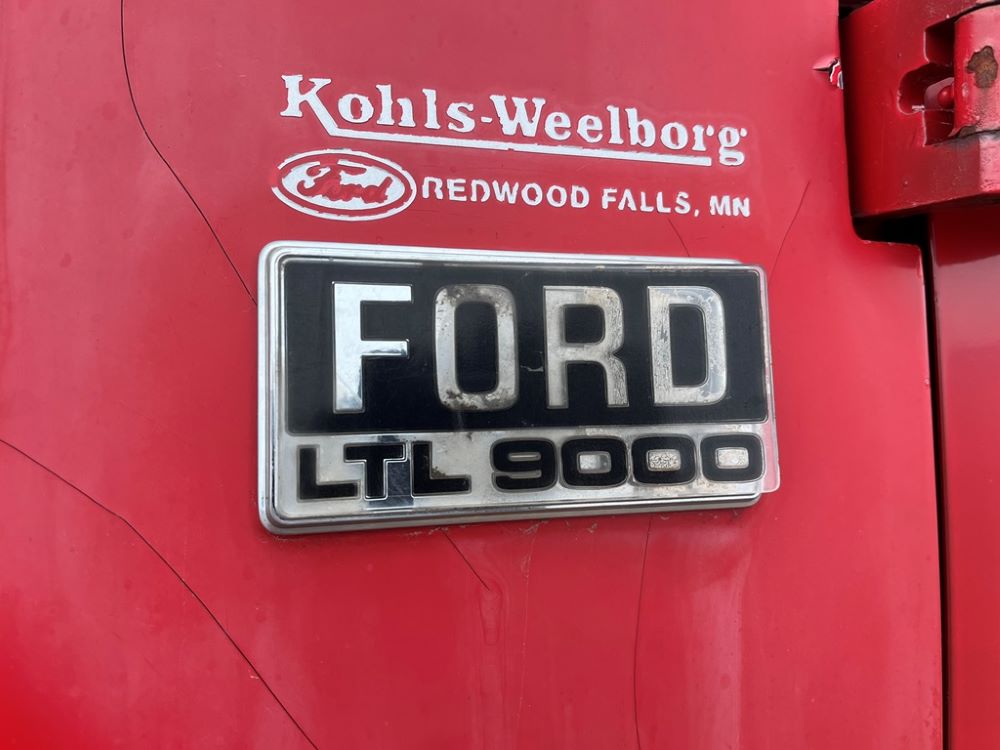 Kohls-Weelborg
Ford REDWOOD FALLS, MN
FORD
LTL 9000